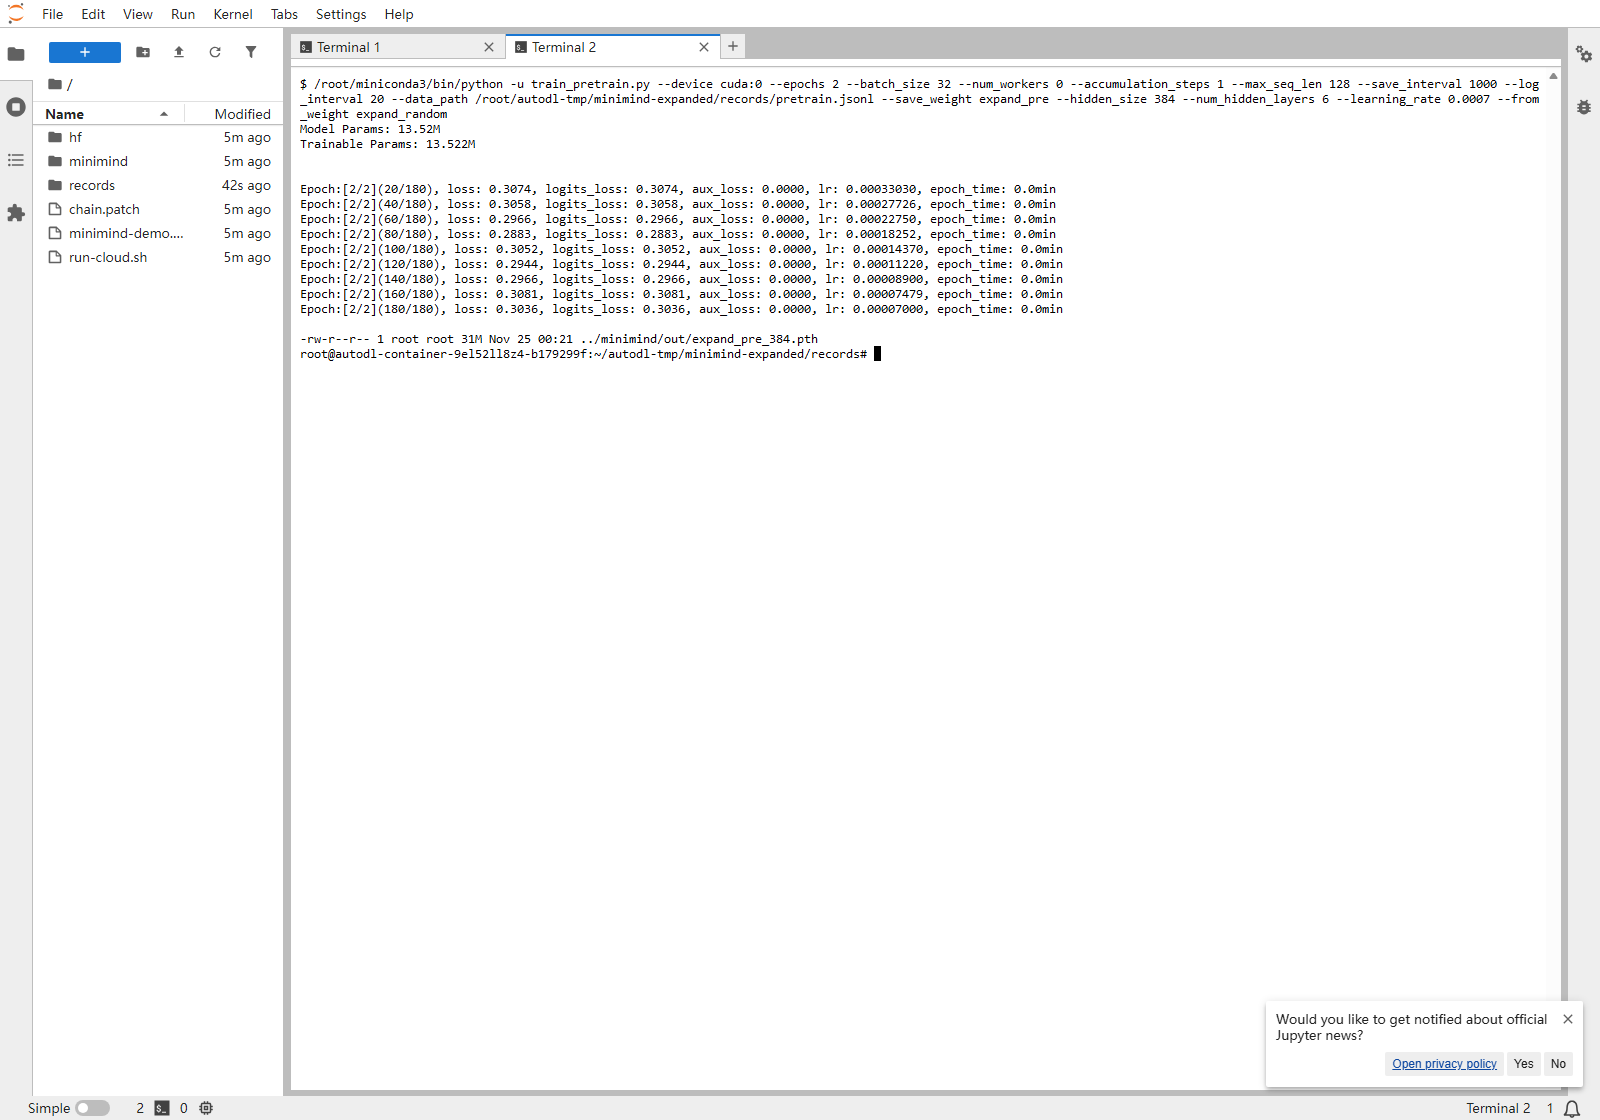 File Edit View Run Kernel Tabs Settings Help
Terminal 1
Terminal 2
/
Name Modified
hf 5m ago
minimind 5m ago
records 42s ago
chain.patch 5m ago
minimind-demo.... 5m ago
run-cloud.sh 5m ago
$ /root/miniconda3/bin/python -u train_pretrain.py --device cuda:0 --epochs 2 --batch_size 32 --num_workers 0 --accumulation_steps 1 --max_seq_len 128 --save_interval 1000 --log
_interval 20 --data_path /root/autodl-tmp/minimind-expanded/records/pretrain.jsonl --save_weight expand_pre --hidden_size 384 --num_hidden_layers 6 --learning_rate 0.0007 --from
_weight expand_random
Model Params: 13.52M
Trainable Params: 13.522M
Epoch:[2/2](20/180), loss: 0.3074, logits_loss: 0.3074, aux_loss: 0.0000, lr: 0.00033030, epoch_time: 0.0min
Epoch:[2/2](40/180), loss: 0.3058, logits_loss: 0.3058, aux_loss: 0.0000, lr: 0.00027726, epoch_time: 0.0min
Epoch:[2/2](60/180), loss: 0.2966, logits_loss: 0.2966, aux_loss: 0.0000, lr: 0.00022750, epoch_time: 0.0min
Epoch:[2/2](80/180), loss: 0.2883, logits_loss: 0.2883, aux_loss: 0.0000, lr: 0.00018252, epoch_time: 0.0min
Epoch:[2/2](100/180), loss: 0.3052, logits_loss: 0.3052, aux_loss: 0.0000, lr: 0.00014370, epoch_time: 0.0min
Epoch:[2/2](120/180), loss: 0.2944, logits_loss: 0.2944, aux_loss: 0.0000, lr: 0.00011220, epoch_time: 0.0min
Epoch:[2/2](140/180), loss: 0.2966, logits_loss: 0.2966, aux_loss: 0.0000, lr: 0.00008900, epoch_time: 0.0min
Epoch:[2/2](160/180), loss: 0.3081, logits_loss: 0.3081, aux_loss: 0.0000, lr: 0.00007479, epoch_time: 0.0min
Epoch:[2/2](180/180), loss: 0.3036, logits_loss: 0.3036, aux_loss: 0.0000, lr: 0.00007000, epoch_time: 0.0min
-rw-r--r-- 1 root root 31M Nov 25 00:21 ../minimind/out/expand_pre_384.pth
root@autodl-container-9el52ll8z4-b179299f:~/autodl-tmp/minimind-expanded/records#
Would you like to get notified about official
Jupyter news?
Open privacy policy Yes No
Simple 2 0 Terminal 2 1